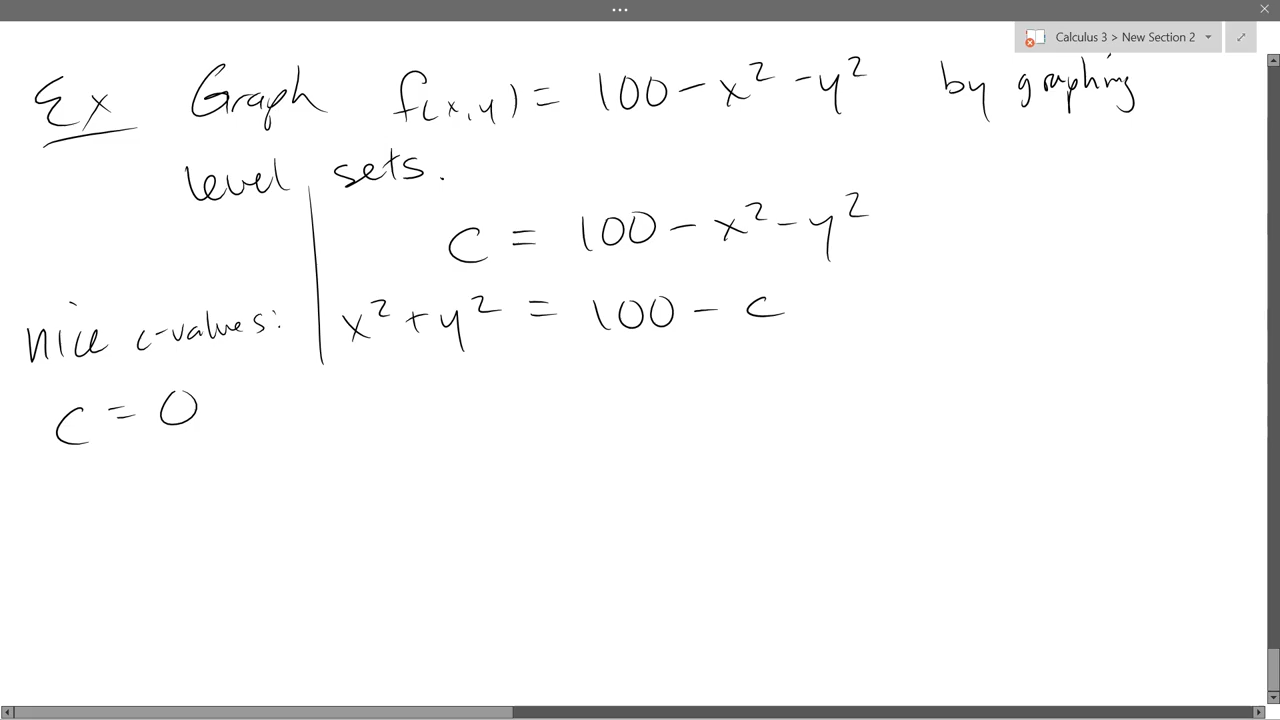 Calculus 3 > New Section 2
Ex Graph f(x,y) = 100 - x² - y² by graphing
level sets.
c = 100 - x² - y²
nice c-values: x² + y² = 100 - c
c = 0